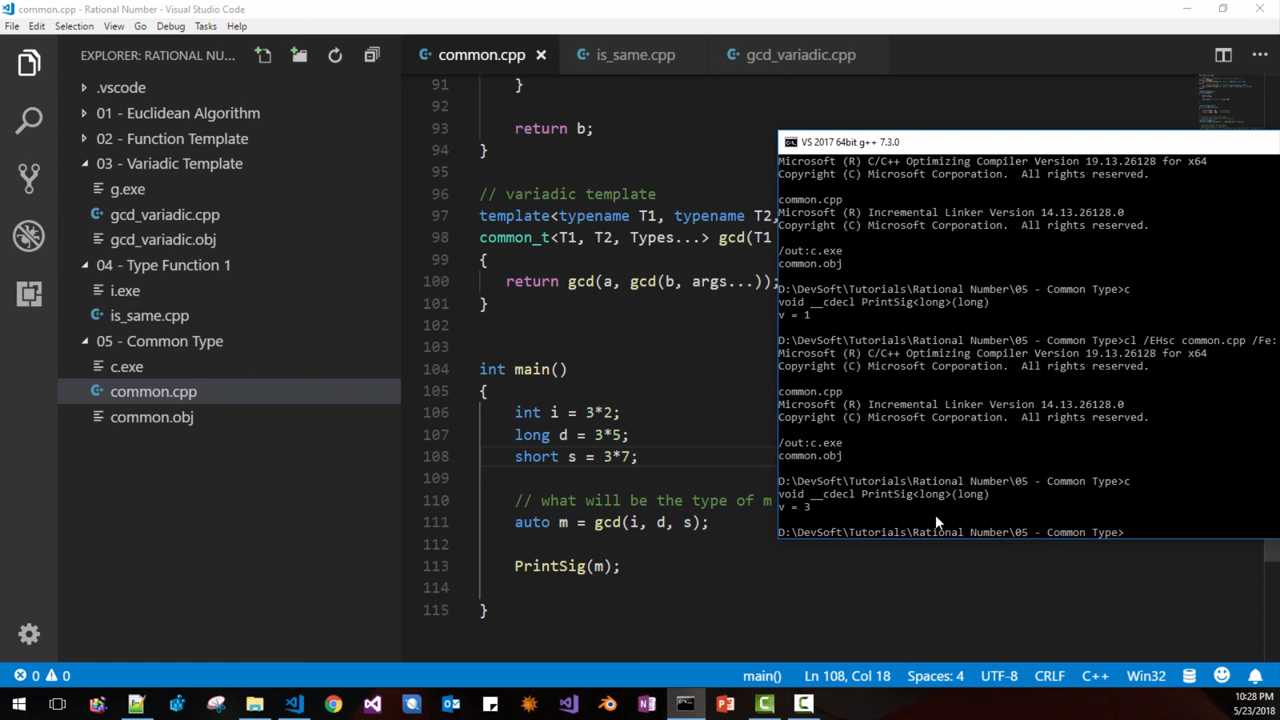 common.cpp - Rational Number - Visual Studio Code
File Edit Selection View Go Debug Tasks Help
EXPLORER: RATIONAL NU...
.vscode
01 - Euclidean Algorithm
02 - Function Template
03 - Variadic Template
g.exe
gcd_variadic.cpp
gcd_variadic.obj
04 - Type Function 1
i.exe
is_same.cpp
05 - Common Type
c.exe
common.cpp
common.obj
common.cpp is_same.cpp gcd_variadic.cpp
91 }
92
93 return b;
94 }
95
96 // variadic template
97 template<typename T1, typename T2,
98 common_t<T1, T2, Types...> gcd(T1
99 {
100 return gcd(a, gcd(b, args...));
101 }
102
103
104 int main()
105 {
106 int i = 3*2;
107 long d = 3*5;
108 short s = 3*7;
109
110 // what will be the type of m
111 auto m = gcd(i, d, s);
112
113 PrintSig(m);
114
115 }
VS 2017 64bit g++ 7.3.0
Microsoft (R) C/C++ Optimizing Compiler Version 19.13.26128 for x64
Copyright (C) Microsoft Corporation. All rights reserved.
common.cpp
Microsoft (R) Incremental Linker Version 14.13.26128.0
Copyright (C) Microsoft Corporation. All rights reserved.
/out:c.exe
common.obj
D:\DevSoft\Tutorials\Rational Number\05 - Common Type>c
void __cdecl PrintSig<long>(long)
v = 1
D:\DevSoft\Tutorials\Rational Number\05 - Common Type>cl /EHsc common.cpp /Fe:
Microsoft (R) C/C++ Optimizing Compiler Version 19.13.26128 for x64
Copyright (C) Microsoft Corporation. All rights reserved.
common.cpp
Microsoft (R) Incremental Linker Version 14.13.26128.0
Copyright (C) Microsoft Corporation. All rights reserved.
/out:c.exe
common.obj
D:\DevSoft\Tutorials\Rational Number\05 - Common Type>c
void __cdecl PrintSig<long>(long)
v = 3
D:\DevSoft\Tutorials\Rational Number\05 - Common Type>
0 0 main() Ln 108, Col 18 Spaces: 4 UTF-8 CRLF C++ Win32
10:28 PM
5/23/2018